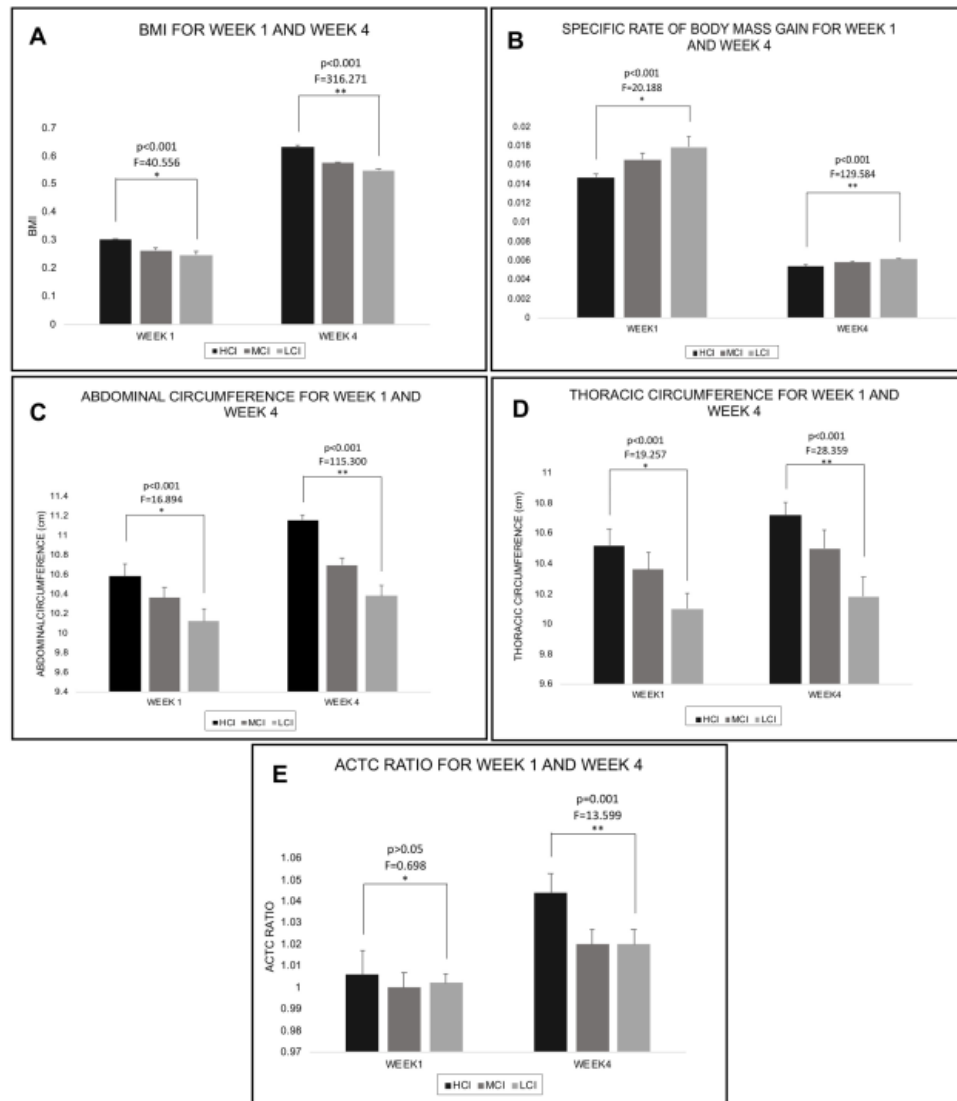 A
BMI FOR WEEK 1 AND WEEK 4
p<0.001
F=316.271
**
p<0.001
F=40.556
*
0.7
0.6
0.5
0.4
0.3
0.2
0.1
0
BMI
WEEK 1
WEEK 4
HCI MCI LCI
B
SPECIFIC RATE OF BODY MASS GAIN FOR WEEK 1
AND WEEK 4
p<0.001
F=20.188
*
p<0.001
F=129.584
**
0.02
0.018
0.016
0.014
0.012
0.01
0.008
0.006
0.004
0.002
0
WEEK1
WEEK4
HCI MCI LCI
C
ABDOMINAL CIRCUMFERENCE FOR WEEK 1 AND
WEEK 4
p<0.001
F=115.300
**
p<0.001
F=16.894
*
11.4
11.2
11
10.8
10.6
10.4
10.2
10
9.8
9.6
9.4
ABDOMINALCIRCUMFERENCE (cm)
WEEK 1
WEEK 4
HCI MCI LCI
D
THORACIC CIRCUMFERENCE FOR WEEK 1 AND
WEEK 4
p<0.001
F=19.257
*
p<0.001
F=28.359
**
11
10.8
10.6
10.4
10.2
10
9.8
9.6
THORACIC CIRCUMFERENCE (cm)
WEEK1
WEEK4
HCI MCI LCI
E
ACTC RATIO FOR WEEK 1 AND WEEK 4
p=0.001
F=13.599
**
p>0.05
F=0.698
*
1.06
1.05
1.04
1.03
1.02
1.01
1
0.99
0.98
0.97
ACTC RATIO
WEEK1
WEEK4
HCI MCI LCI